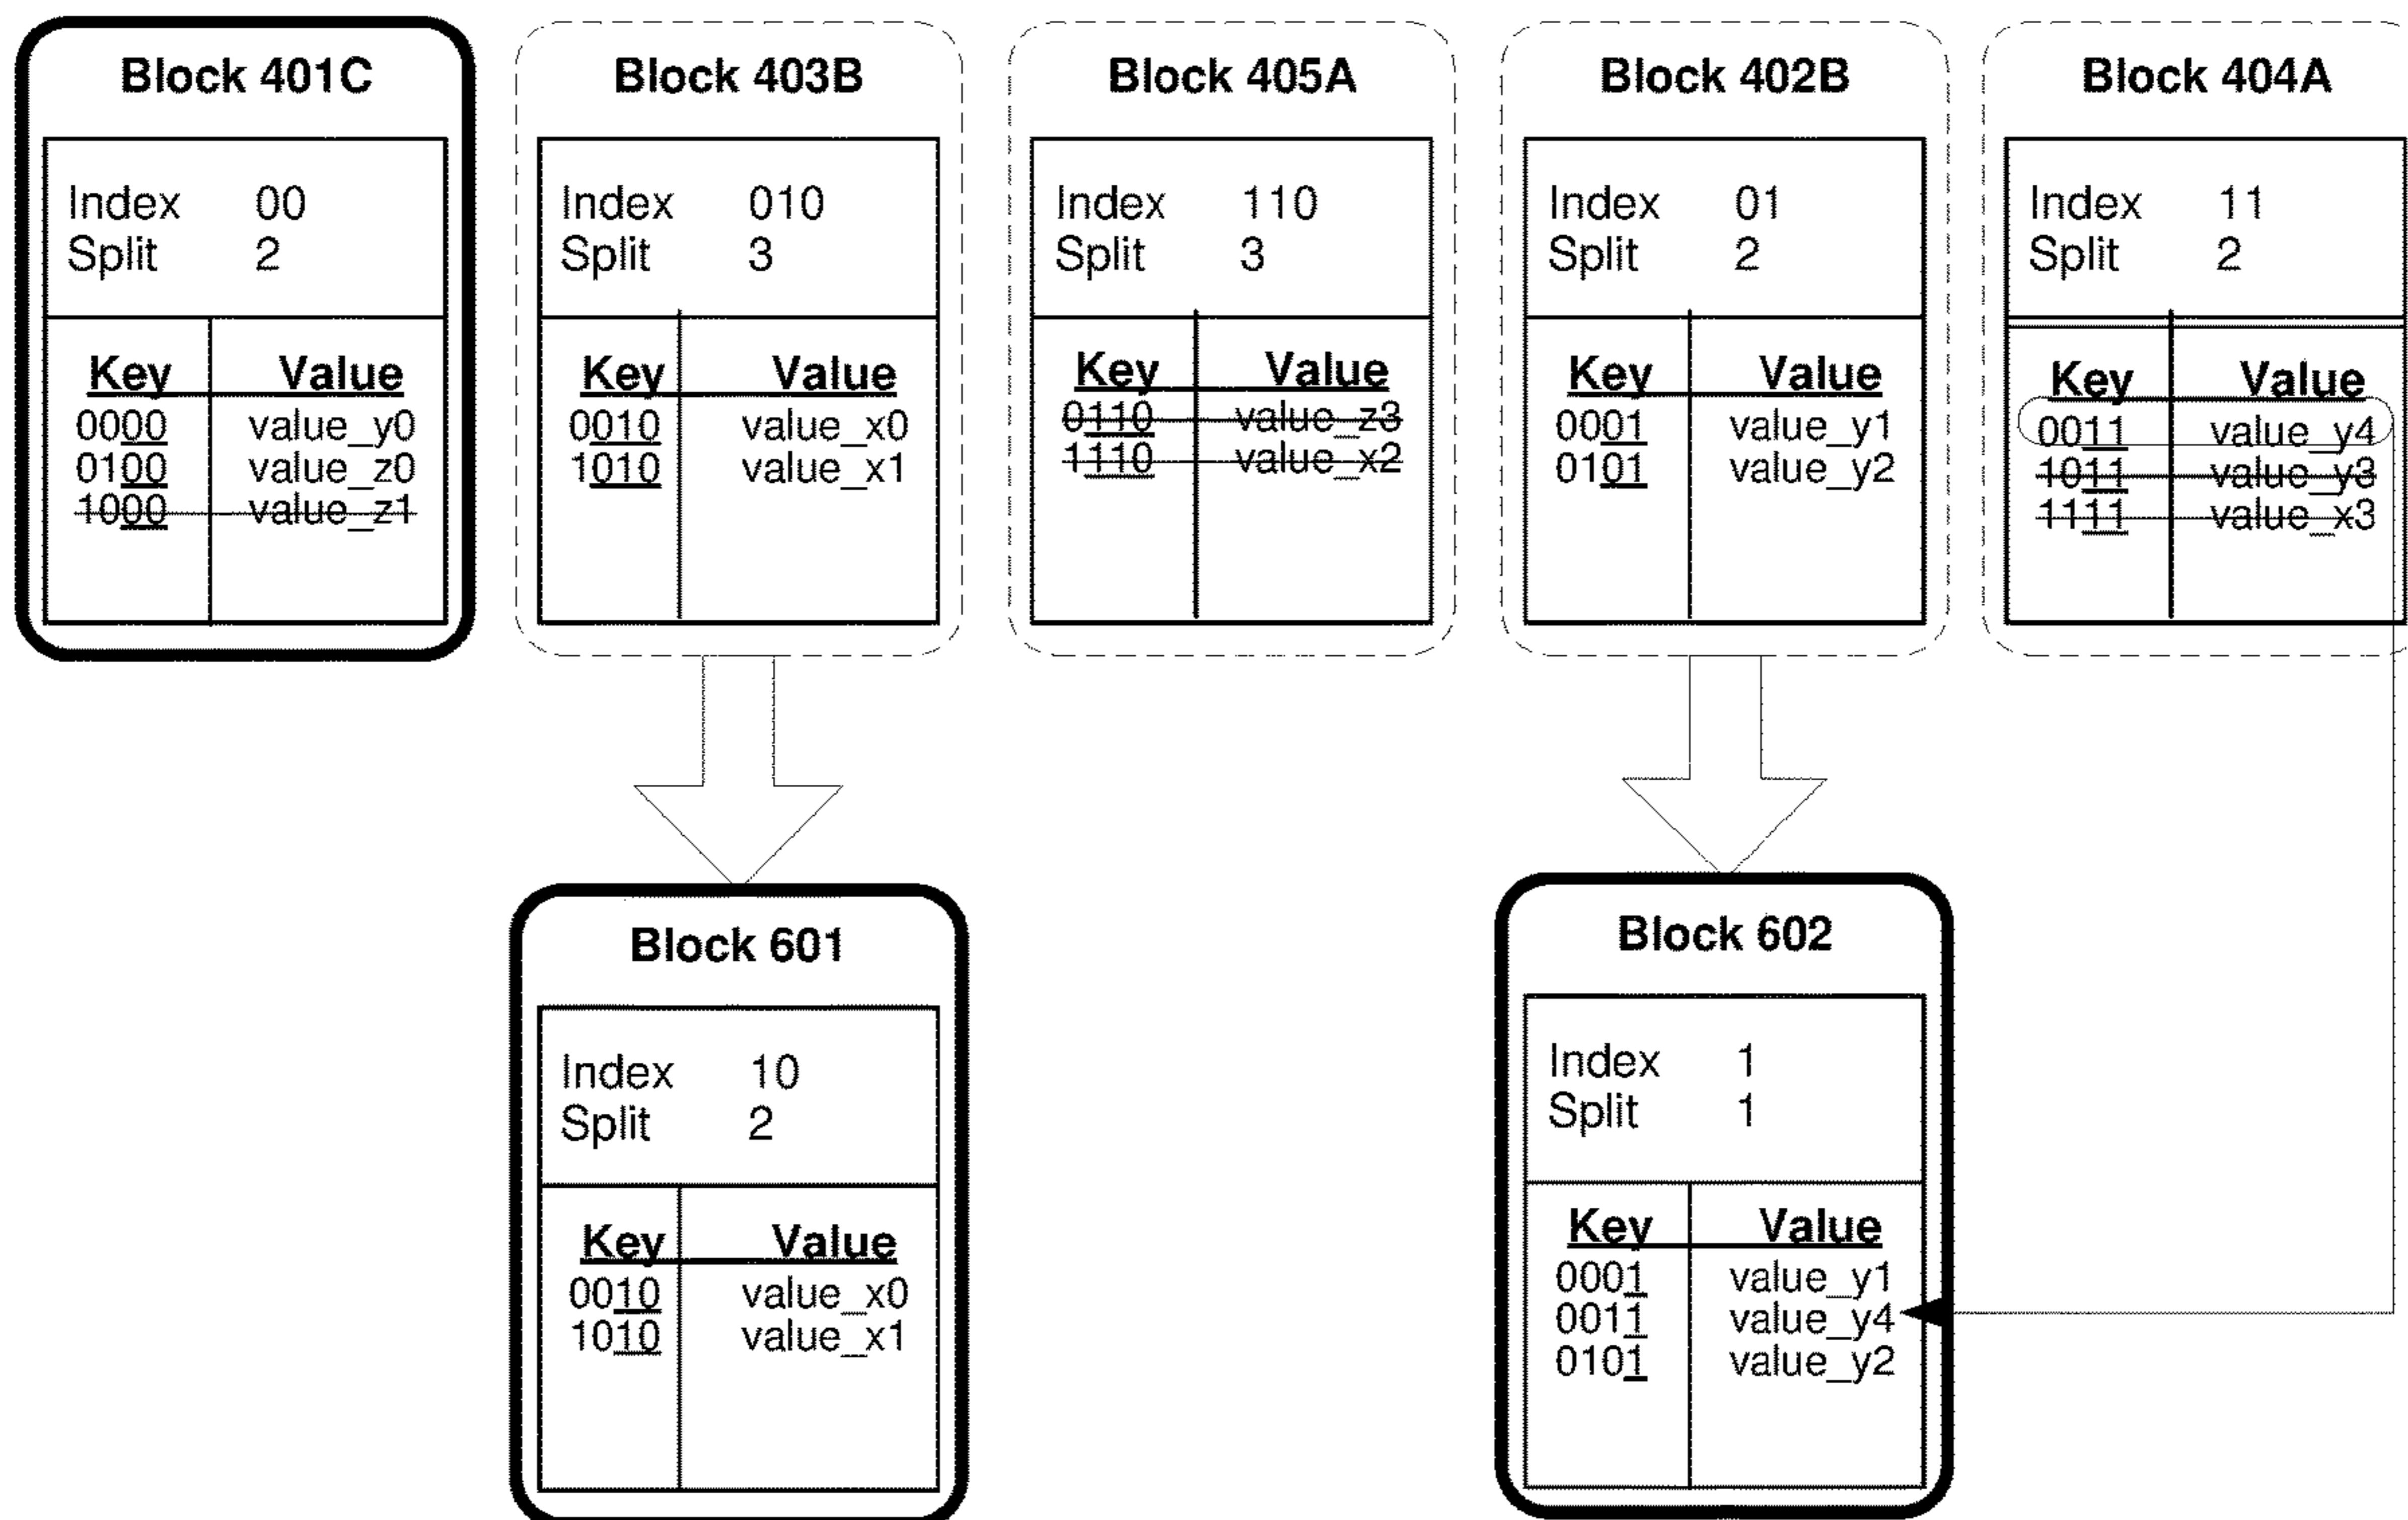 Block 401C
Index 00
Split 2
Key Value
0000 value_y0
0100 value_z0
1000 value_z1
Block 403B
Index 010
Split 3
Key Value
0010 value_x0
1010 value_x1
Block 405A
Index 110
Split 3
Key Value
0110 value_z3
1110 value_x2
Block 402B
Index 01
Split 2
Key Value
0001 value_y1
0101 value_y2
Block 404A
Index 11
Split 2
Key Value
0011 value_y4
1011 value_y3
1111 value_x3
Block 601
Index 10
Split 2
Key Value
0010 value_x0
1010 value_x1
Block 602
Index 1
Split 1
Key Value
0001 value_y1
0011 value_y4
0101 value_y2